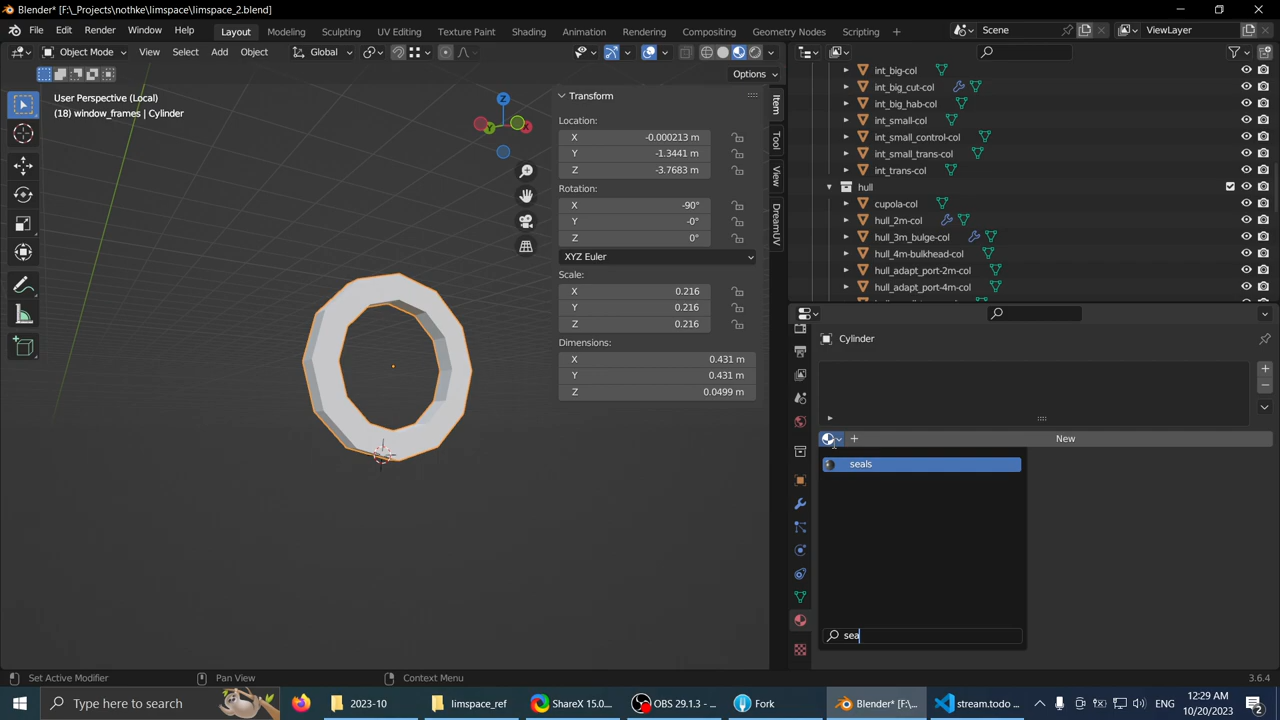 Blender* [F:\_Projects\nothke\limspace\limspace_2.blend]
File Edit Render Window Help Layout Modeling Sculpting UV Editing Texture Paint Shading Animation Rendering Compositing Geometry Nodes Scripting Scene ViewLayer
Object Mode View Select Add Object Global
Options
User Perspective (Local)
(18) window_frames | Cylinder
Z
Y
X
Transform
Location:
X -0.000213 m
Y -1.3441 m
Z -3.7683 m
Rotation:
X -90°
Y -0°
Z 0°
XYZ Euler
Scale:
X 0.216
Y 0.216
Z 0.216
Dimensions:
X 0.431 m
Y 0.431 m
Z 0.0499 m
Item
Tool
View
DreamUV
int_big-col
int_big_cut-col
int_big_hab-col
int_small-col
int_small_control-col
int_small_trans-col
int_trans-col
hull
cupola-col
hull_2m-col
hull_3m_bulge-col
hull_4m-bulkhead-col
hull_adapt_port-2m-col
hull_adapt_port-4m-col
Cylinder
New
seals
sea
Set Active Modifier Pan View Context Menu 3.6.4
Type here to search 2023-10 limspace_ref ShareX 15.0... OBS 29.1.3 - ... Fork Blender* [F:\... stream.todo ... 12:29 AM
10/20/2023
2